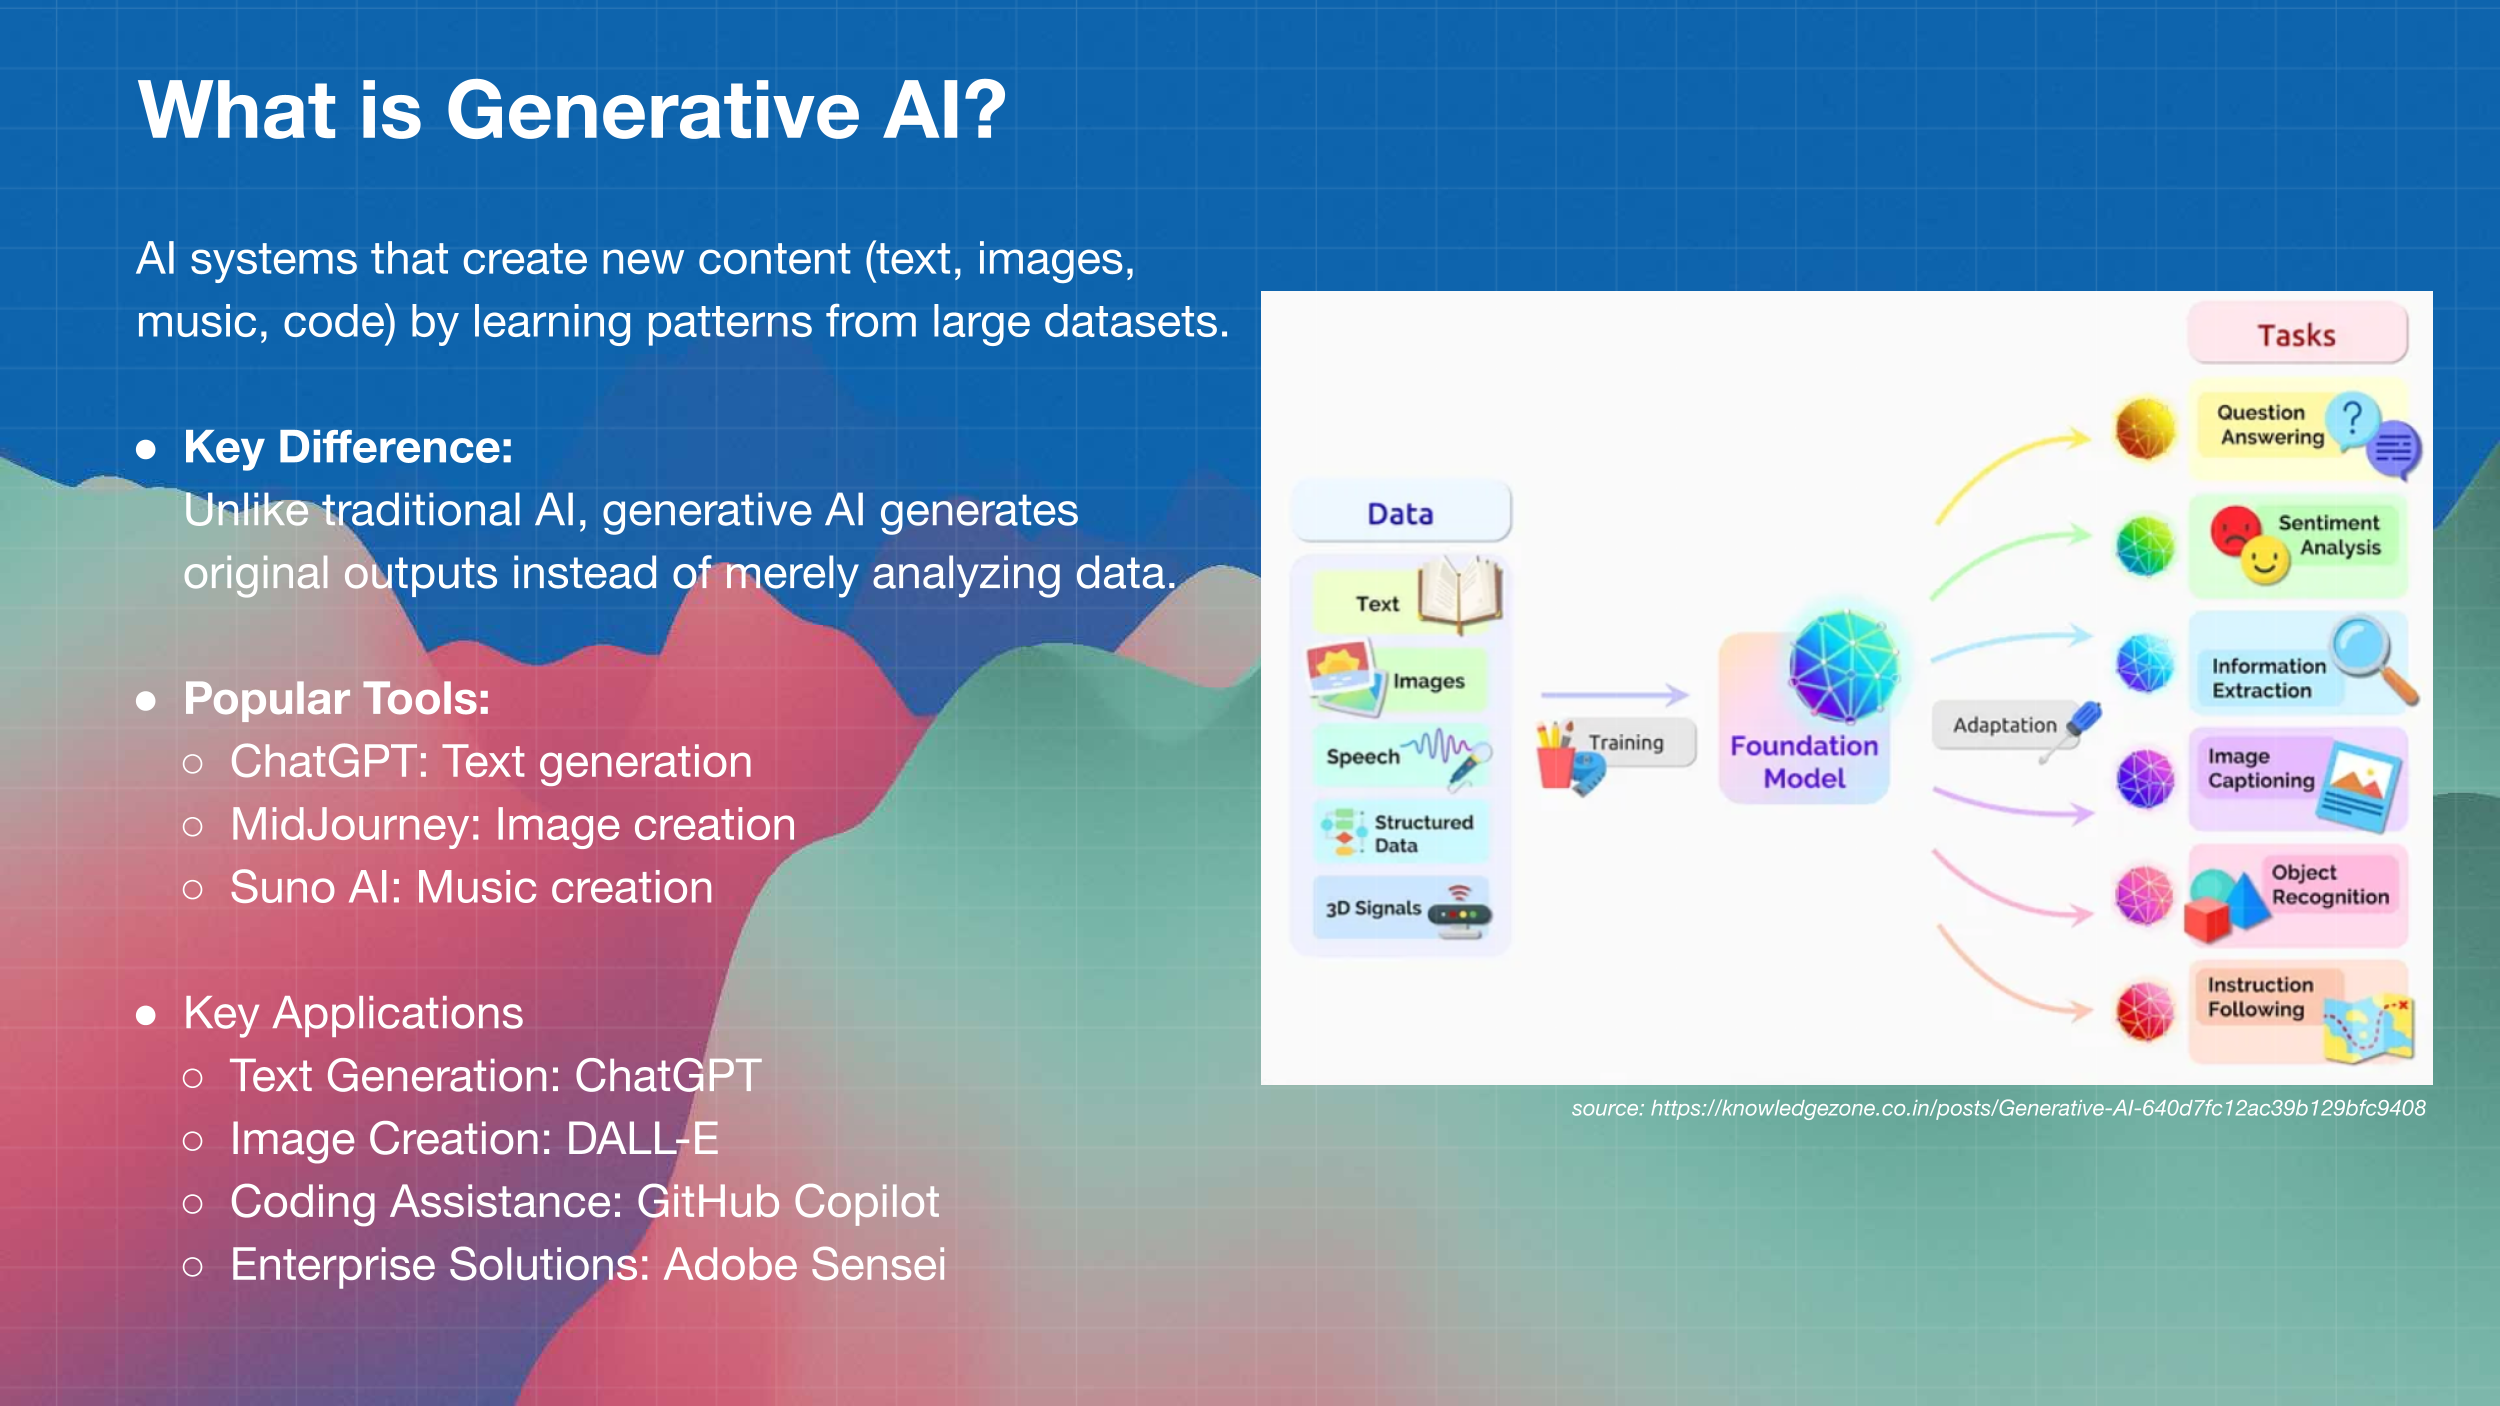 What is Generative AI?
AI systems that create new content (text, images,
music, code) by learning patterns from large datasets.
● Key Difference:
Unlike traditional AI, generative AI generates
original outputs instead of merely analyzing data.
● Popular Tools:
○ ChatGPT: Text generation
○ MidJourney: Image creation
○ Suno AI: Music creation
● Key Applications
○ Text Generation: ChatGPT
○ Image Creation: DALL-E
○ Coding Assistance: GitHub Copilot
○ Enterprise Solutions: Adobe Sensei
Data
Text
Images
Speech
Structured
Data
3D Signals
Training
Foundation
Model
Adaptation
Tasks
Question
Answering
Sentiment
Analysis
Information
Extraction
Image
Captioning
Object
Recognition
Instruction
Following
source: https://knowledgezone.co.in/posts/Generative-AI-640d7fc12ac39b129bfc9408